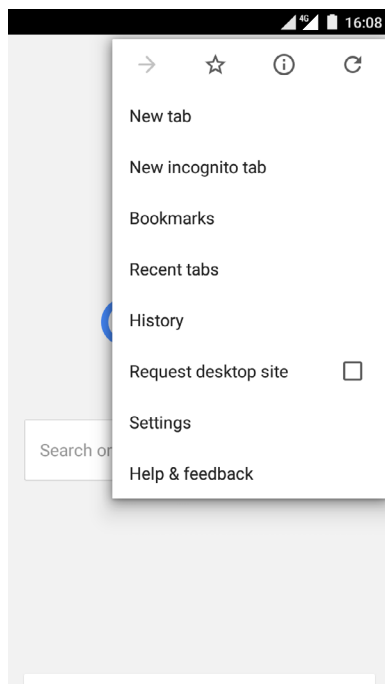 4G 16:08
New tab
New incognito tab
Bookmarks
Recent tabs
History
Request desktop site
Search or
Settings
Help & feedback